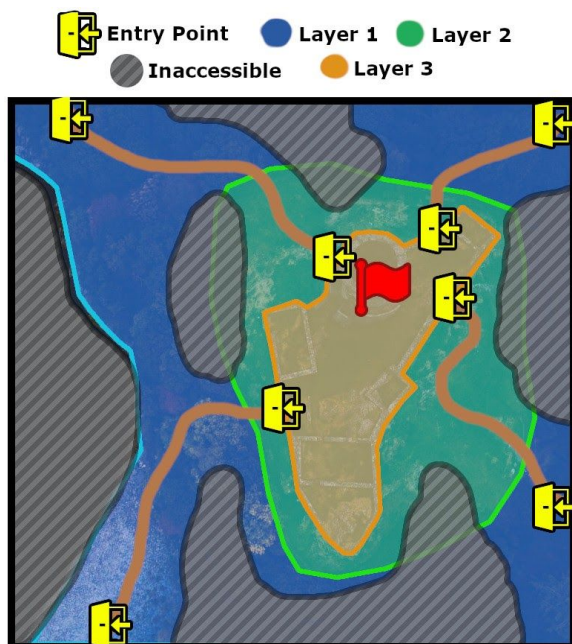 Entry Point
Layer 1
Layer 2
Inaccessible
Layer 3